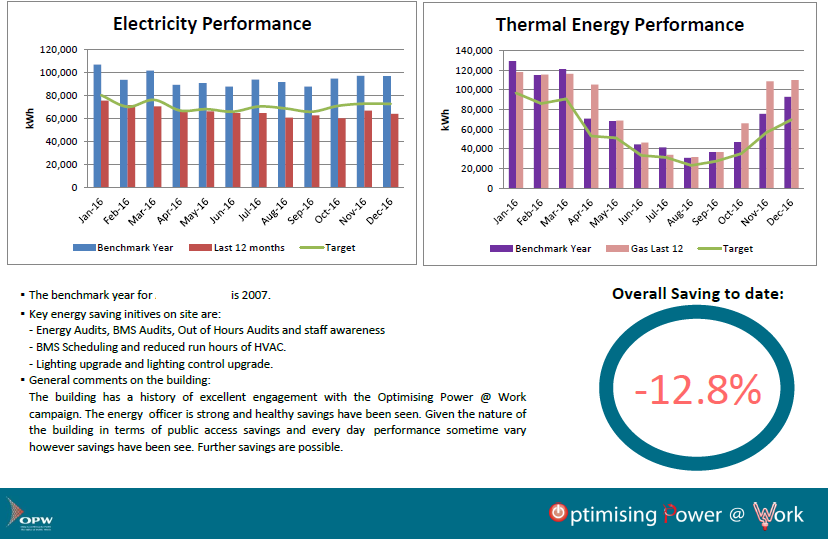 Electricity Performance
120,000
100,000
80,000
60,000
40,000
20,000
0
kWh
Jan-16
Feb-16
Mar-16
Apr-16
May-16
Jun-16
Jul-16
Aug-16
Sep-16
Oct-16
Nov-16
Dec-16
Benchmark Year Last 12 months Target
Thermal Energy Performance
140,000
120,000
100,000
80,000
60,000
40,000
20,000
0
kWh
Jan-16
Feb-16
Mar-16
Apr-16
May-16
Jun-16
Jul-16
Aug-16
Sep-16
Oct-16
Nov-16
Dec-16
Benchmark Year Gas Last 12 Target
▪ The benchmark year for is 2007.
▪ Key energy saving initives on site are:
- Energy Audits, BMS Audits, Out of Hours Audits and staff awareness
- BMS Scheduling and reduced run hours of HVAC.
- Lighting upgrade and lighting control upgrade.
▪ General comments on the building:
The building has a history of excellent engagement with the Optimising Power @ Work
campaign. The energy officer is strong and healthy savings have been seen. Given the nature of
the building in terms of public access savings and every day performance sometime vary
however savings have been see. Further savings are possible.
Overall Saving to date:
-12.8%
OPW
Optimising Power @ Work